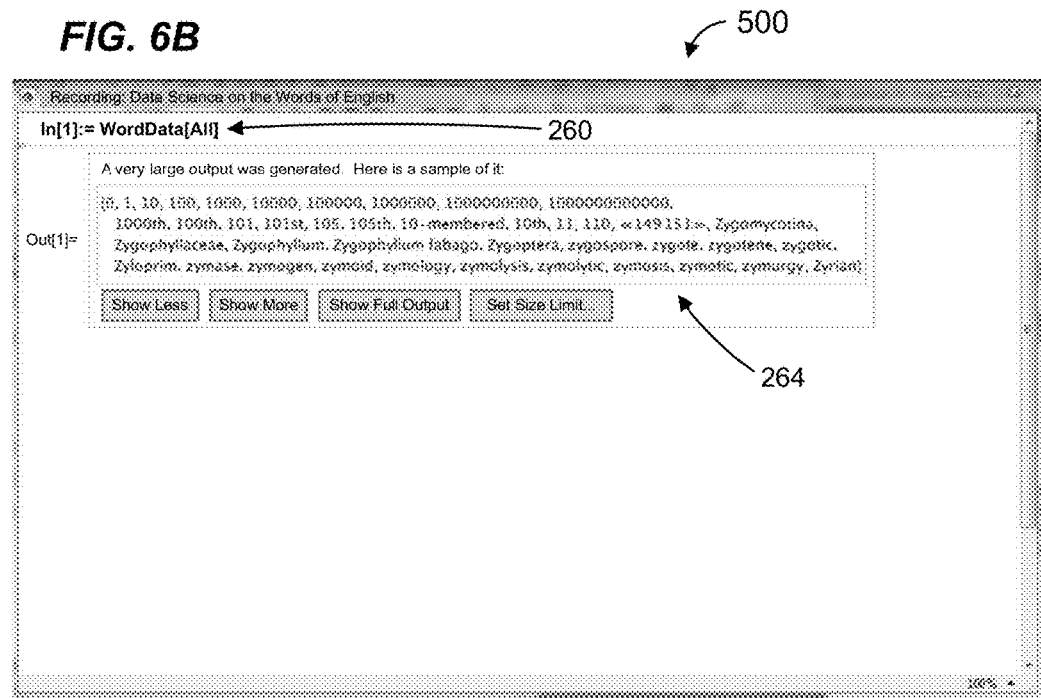 FIG. 6B
500
Recording: Data Science on the Words of English
In[1]:= WordData[All]
260
A very large output was generated. Here is a sample of it:
{0, 1, 10, 100, 1000, 10000, 100000, 1000000, 1000000000, 1000000000000,
1000th, 100th, 101, 101st, 105, 105th, 10-membered, 10th, 11, 110, «149151», Zygomycotina,
Out[1]=
Zygophyllaceae, Zygophyllum, Zygophyllum fabago, Zygoptera, zygospore, zygote, zygotene, zygotic,
Zyloprim, zymase, zymogen, zymoid, zymology, zymolysis, zymolytic, zymosis, zymotic, zymurgy, Zyrian}
Show Less Show More Show Full Output Set Size Limit...
264
100%